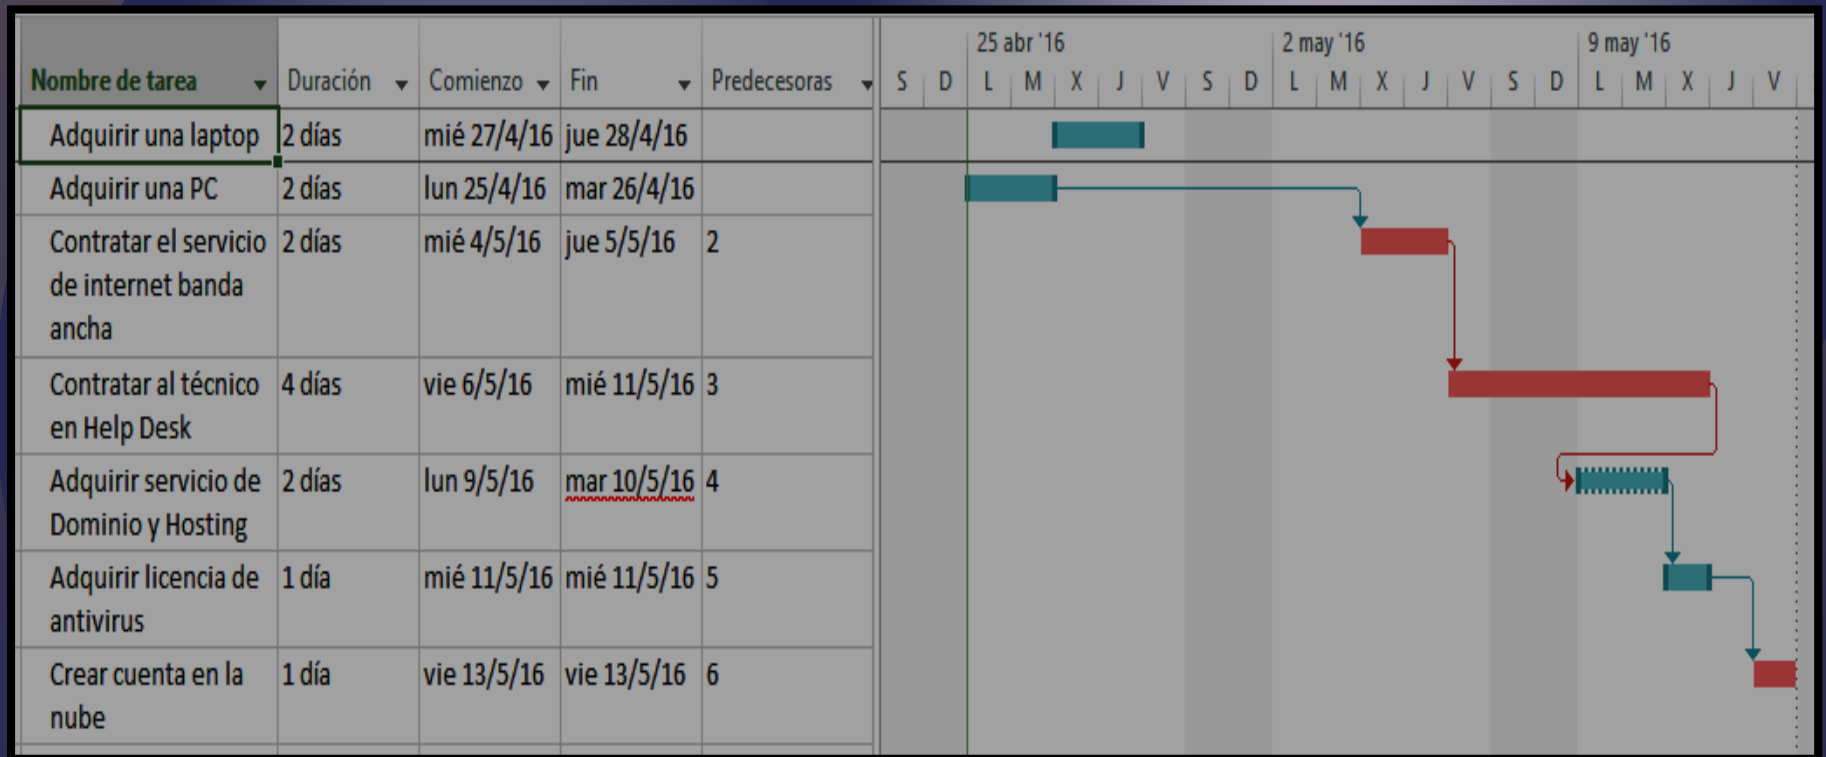 25 abr '16 2 may '16 9 may '16
Nombre de tarea Duración Comienzo Fin Predecesoras S D L M X J V S D L M X J V S D L M X J V
Adquirir una laptop 2 días mié 27/4/16 jue 28/4/16
Adquirir una PC 2 días lun 25/4/16 mar 26/4/16
Contratar el servicio 2 días mié 4/5/16 jue 5/5/16 2
de internet banda
ancha
Contratar al técnico 4 días vie 6/5/16 mié 11/5/16 3
en Help Desk
Adquirir servicio de 2 días lun 9/5/16 mar 10/5/16 4
Dominio y Hosting
Adquirir licencia de 1 día mié 11/5/16 mié 11/5/16 5
antivirus
Crear cuenta en la 1 día vie 13/5/16 vie 13/5/16 6
nube